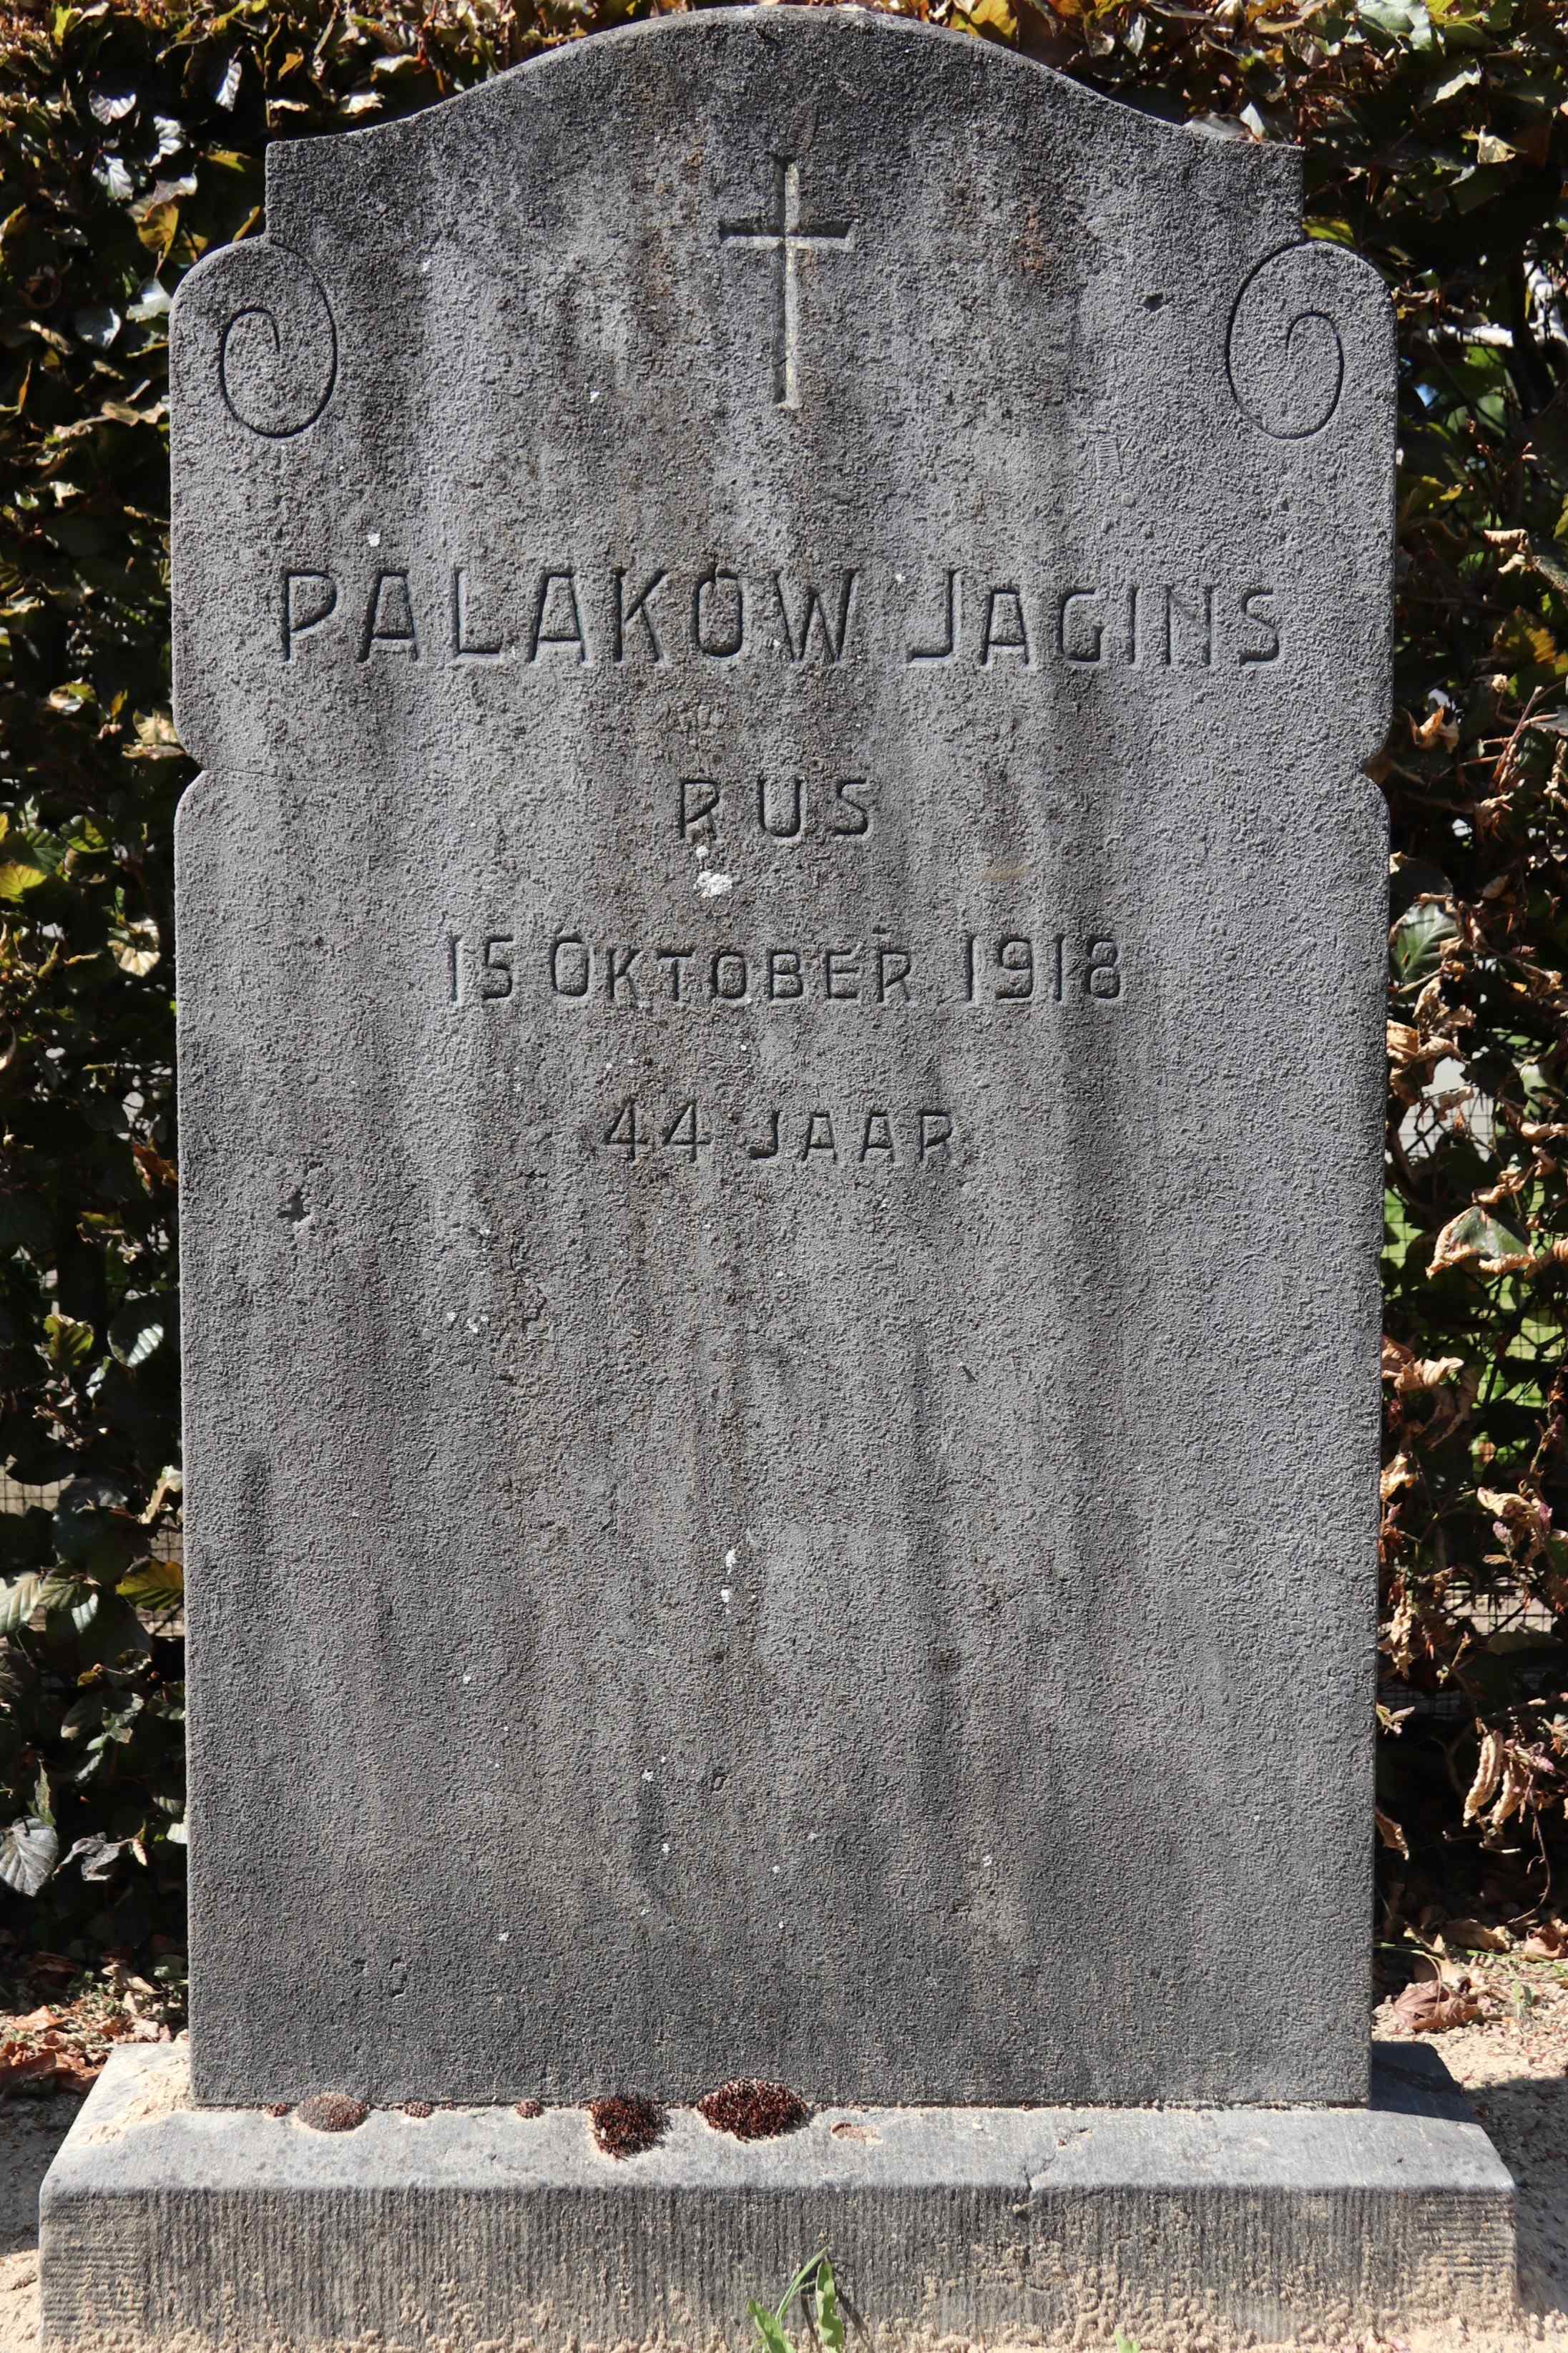 PALAKOW JAGINS
RUS
15 OKTOBER 1918
44 JAAR